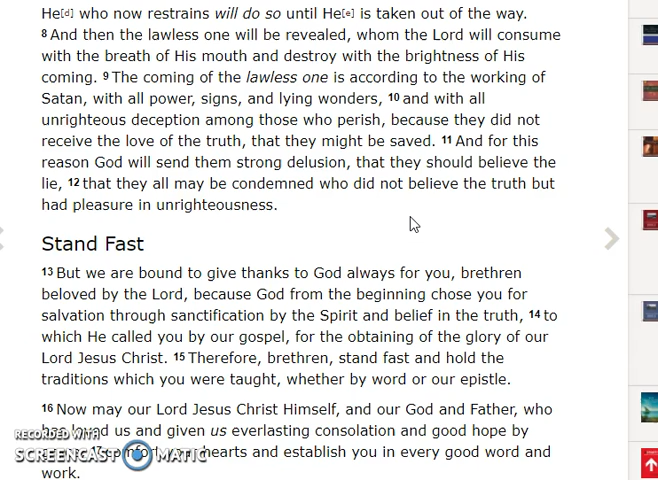 He[d] who now restrains will do so until He[e] is taken out of the way.
8 And then the lawless one will be revealed, whom the Lord will consume
with the breath of His mouth and destroy with the brightness of His
coming. 9 The coming of the lawless one is according to the working of
Satan, with all power, signs, and lying wonders, 10 and with all
unrighteous deception among those who perish, because they did not
receive the love of the truth, that they might be saved. 11 And for this
reason God will send them strong delusion, that they should believe the
lie, 12 that they all may be condemned who did not believe the truth but
had pleasure in unrighteousness.
Stand Fast
13 But we are bound to give thanks to God always for you, brethren
beloved by the Lord, because God from the beginning chose you for
salvation through sanctification by the Spirit and belief in the truth, 14 to
which He called you by our gospel, for the obtaining of the glory of our
Lord Jesus Christ. 15 Therefore, brethren, stand fast and hold the
traditions which you were taught, whether by word or our epistle.
16 Now may our Lord Jesus Christ Himself, and our God and Father, who
has loved us and given us everlasting consolation and good hope by
hearts and establish you in every good word and
work.
RECORDED WITH
SCREENCAST MATIC